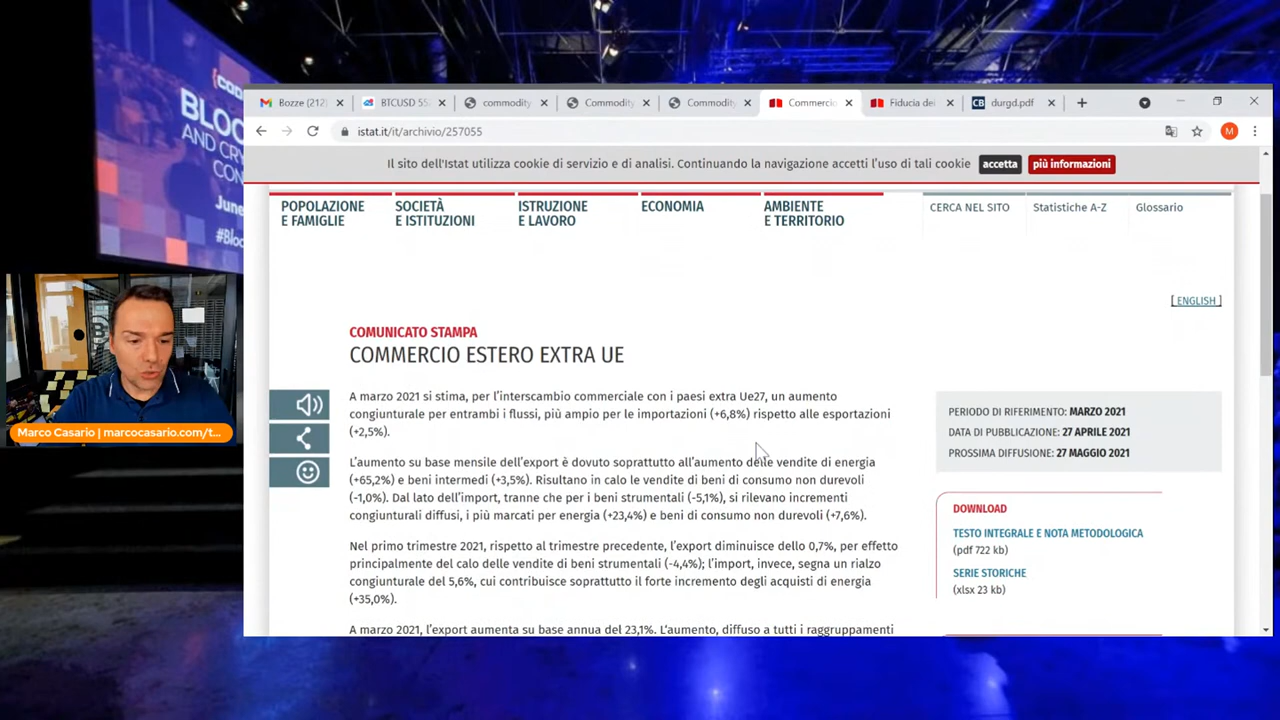 Bozze (212)
BTCUSD 55
commodity
Commodity
Commodity
Commercio
Fiducia dei
CB durgd.pdf
istat.it/it/archivio/257055
M
Il sito dell'Istat utilizza cookie di servizio e di analisi. Continuando la navigazione accetti l'uso di tali cookie
accetta
più informazioni
POPOLAZIONE
E FAMIGLIE
SOCIETÀ
E ISTITUZIONI
ISTRUZIONE
E LAVORO
ECONOMIA
AMBIENTE
E TERRITORIO
CERCA NEL SITO
Statistiche A-Z
Glossario
[ ENGLISH ]
COMUNICATO STAMPA
COMMERCIO ESTERO EXTRA UE
A marzo 2021 si stima, per l'interscambio commerciale con i paesi extra Ue27, un aumento
congiunturale per entrambi i flussi, più ampio per le importazioni (+6,8%) rispetto alle esportazioni
(+2,5%).
L'aumento su base mensile dell'export è dovuto soprattutto all'aumento delle vendite di energia
(+65,2%) e beni intermedi (+3,5%). Risultano in calo le vendite di beni di consumo non durevoli
(-1,0%). Dal lato dell'import, tranne che per i beni strumentali (-5,1%), si rilevano incrementi
congiunturali diffusi, i più marcati per energia (+23,4%) e beni di consumo non durevoli (+7,6%).
Nel primo trimestre 2021, rispetto al trimestre precedente, l'export diminuisce dello 0,7%, per effetto
principalmente del calo delle vendite di beni strumentali (-4,4%); l'import, invece, segna un rialzo
congiunturale del 5,6%, cui contribuisce soprattutto il forte incremento degli acquisti di energia
(+35,0%).
A marzo 2021, l'export aumenta su base annua del 23,1%. L'aumento, diffuso a tutti i raggruppamenti
PERIODO DI RIFERIMENTO: MARZO 2021
DATA DI PUBBLICAZIONE: 27 APRILE 2021
PROSSIMA DIFFUSIONE: 27 MAGGIO 2021
DOWNLOAD
TESTO INTEGRALE E NOTA METODOLOGICA
(pdf 722 kb)
SERIE STORICHE
(xlsx 23 kb)
Marco Casario | marcocasario.com/t...
BLOC
AND CRY
CON
June
#Bloc